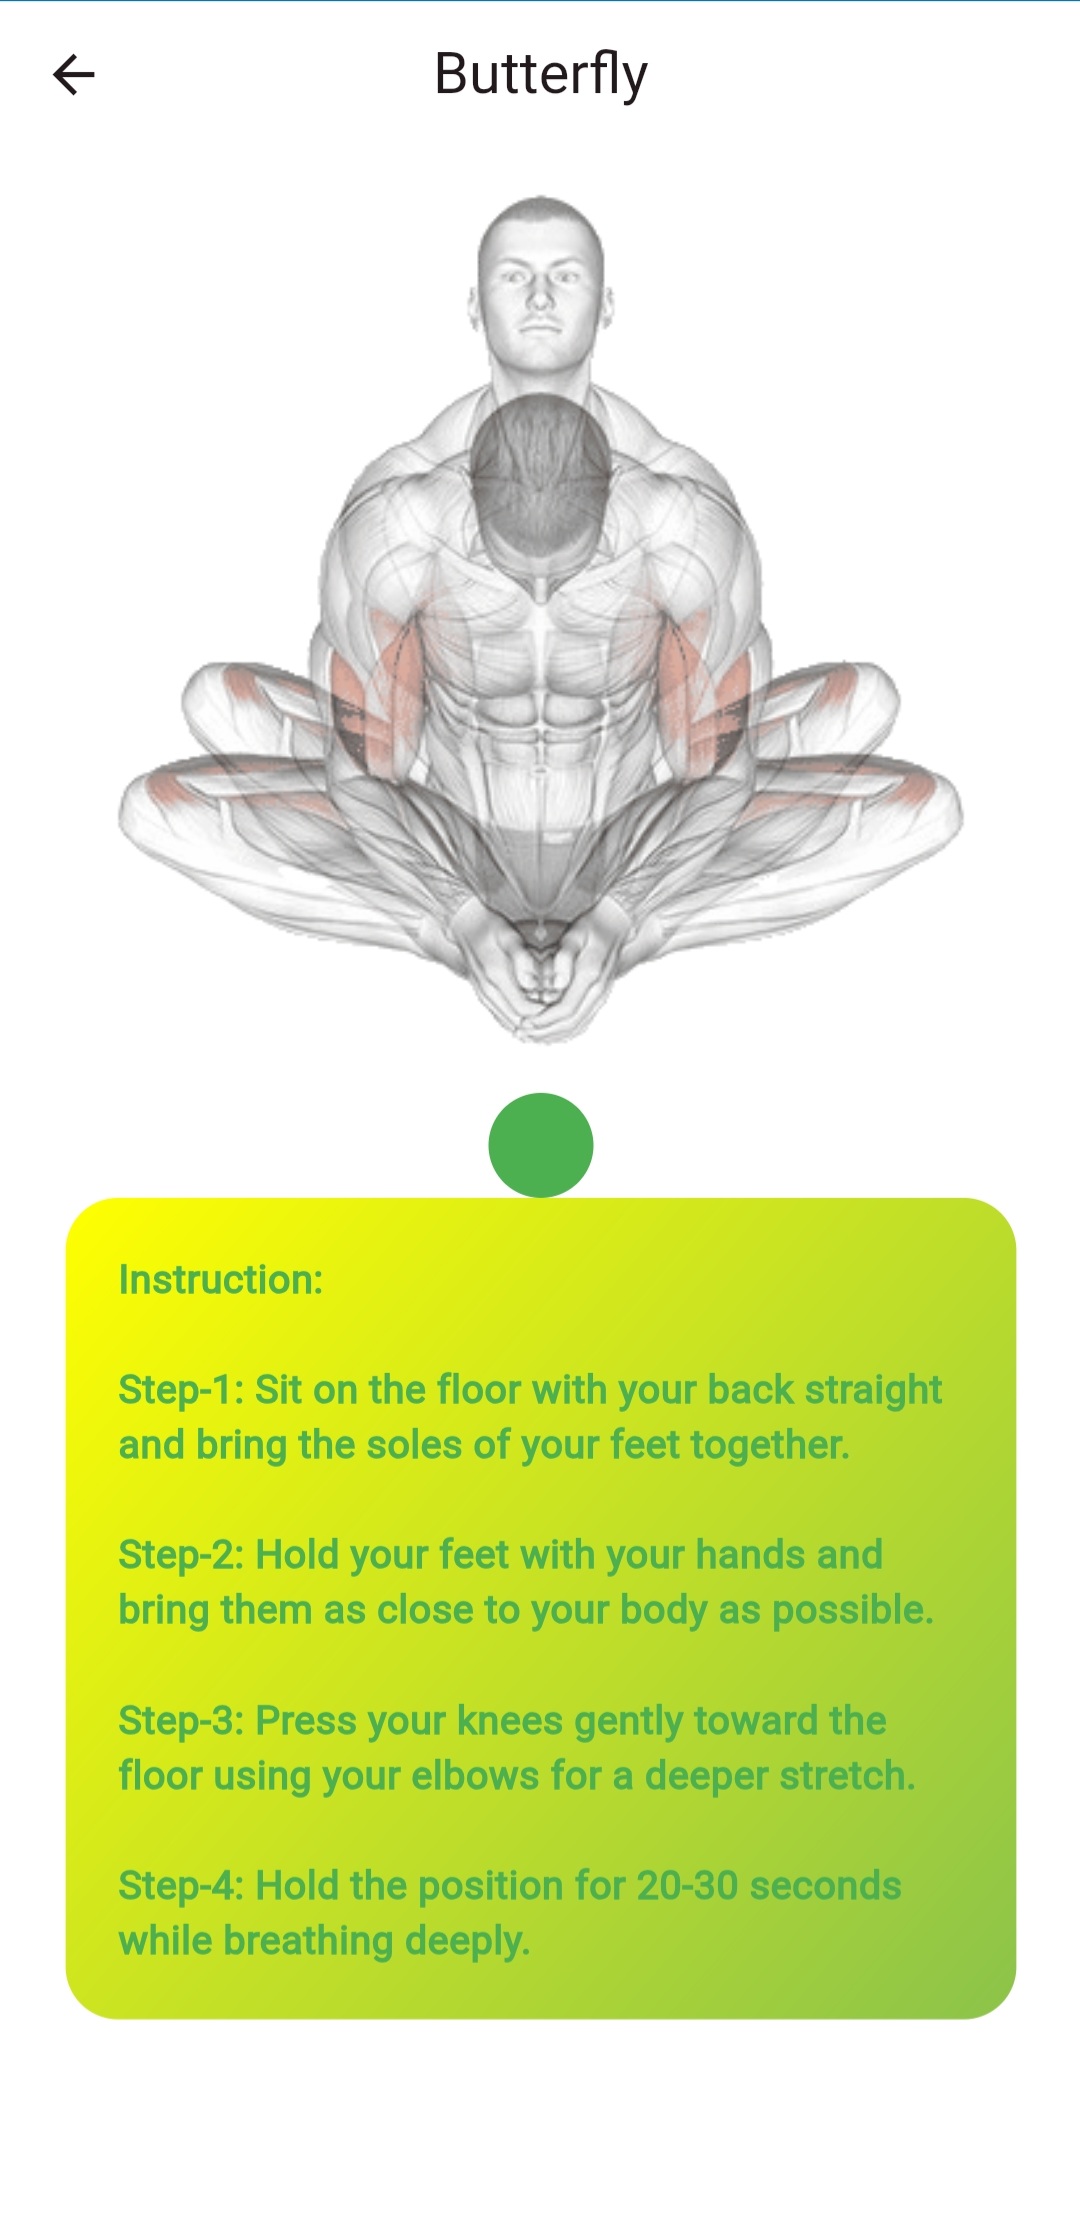 Butterfly
Instruction:
Step-1: Sit on the floor with your back straight
and bring the soles of your feet together.
Step-2: Hold your feet with your hands and
bring them as close to your body as possible.
Step-3: Press your knees gently toward the
floor using your elbows for a deeper stretch.
Step-4: Hold the position for 20-30 seconds
while breathing deeply.